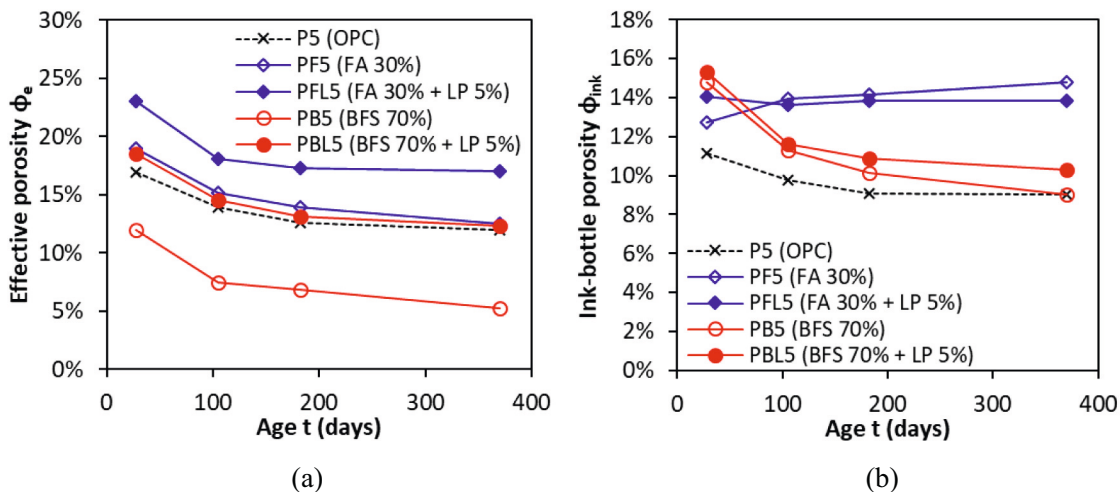 30%
25%
20%
15%
10%
5%
0%
Effective porosity Φe
P5 (OPC)
PF5 (FA 30%)
PFL5 (FA 30% + LP 5%)
PB5 (BFS 70%)
PBL5 (BFS 70% + LP 5%)
0 100 200 300 400
Age t (days)
(a)
18%
16%
14%
12%
10%
8%
6%
4%
2%
0%
Ink-bottle porosity Φink
P5 (OPC)
PF5 (FA 30%)
PFL5 (FA 30% + LP 5%)
PB5 (BFS 70%)
PBL5 (BFS 70% + LP 5%)
0 100 200 300 400
Age t (days)
(b)